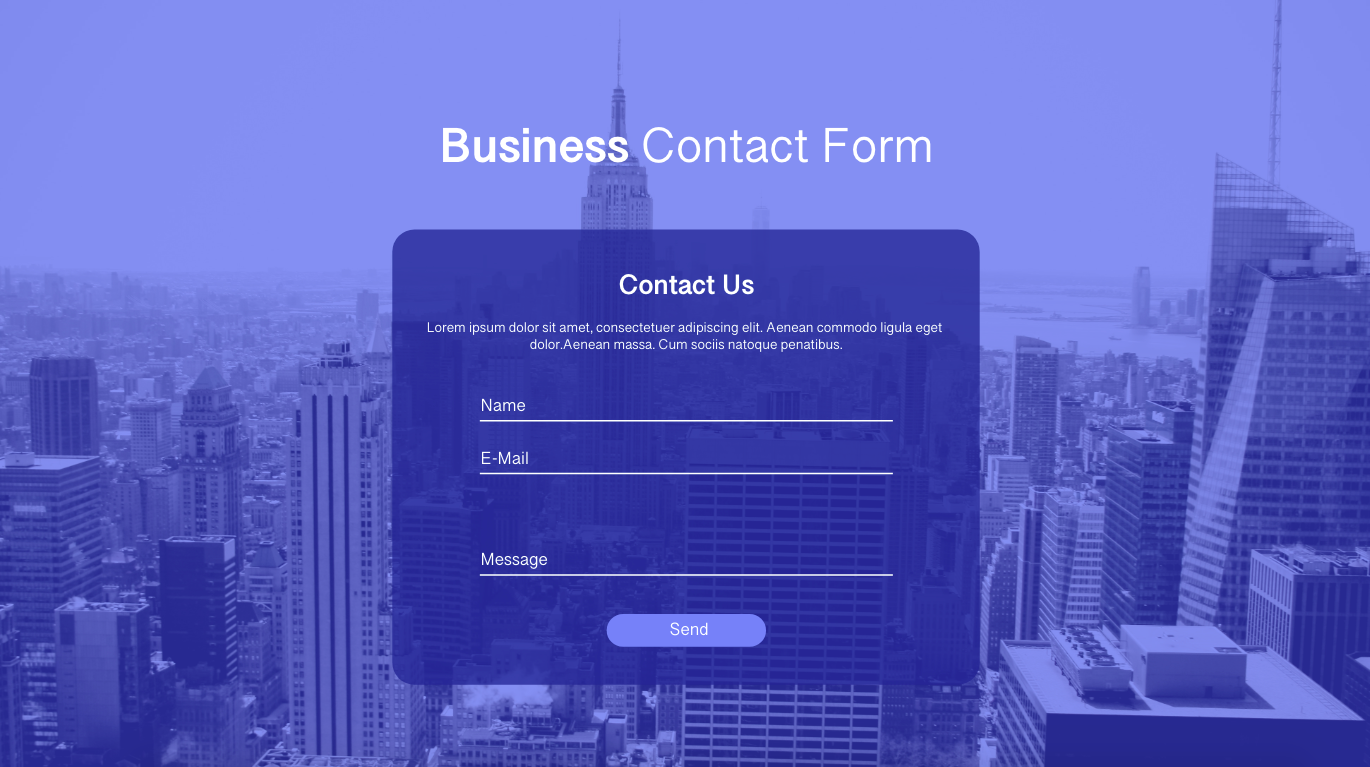 Business Contact Form
Contact Us
Lorem ipsum dolor sit amet, consectetuer adipiscing elit. Aenean commodo ligula eget
dolor.Aenean massa. Cum sociis natoque penatibus.
Name
E-Mail
Message
Send